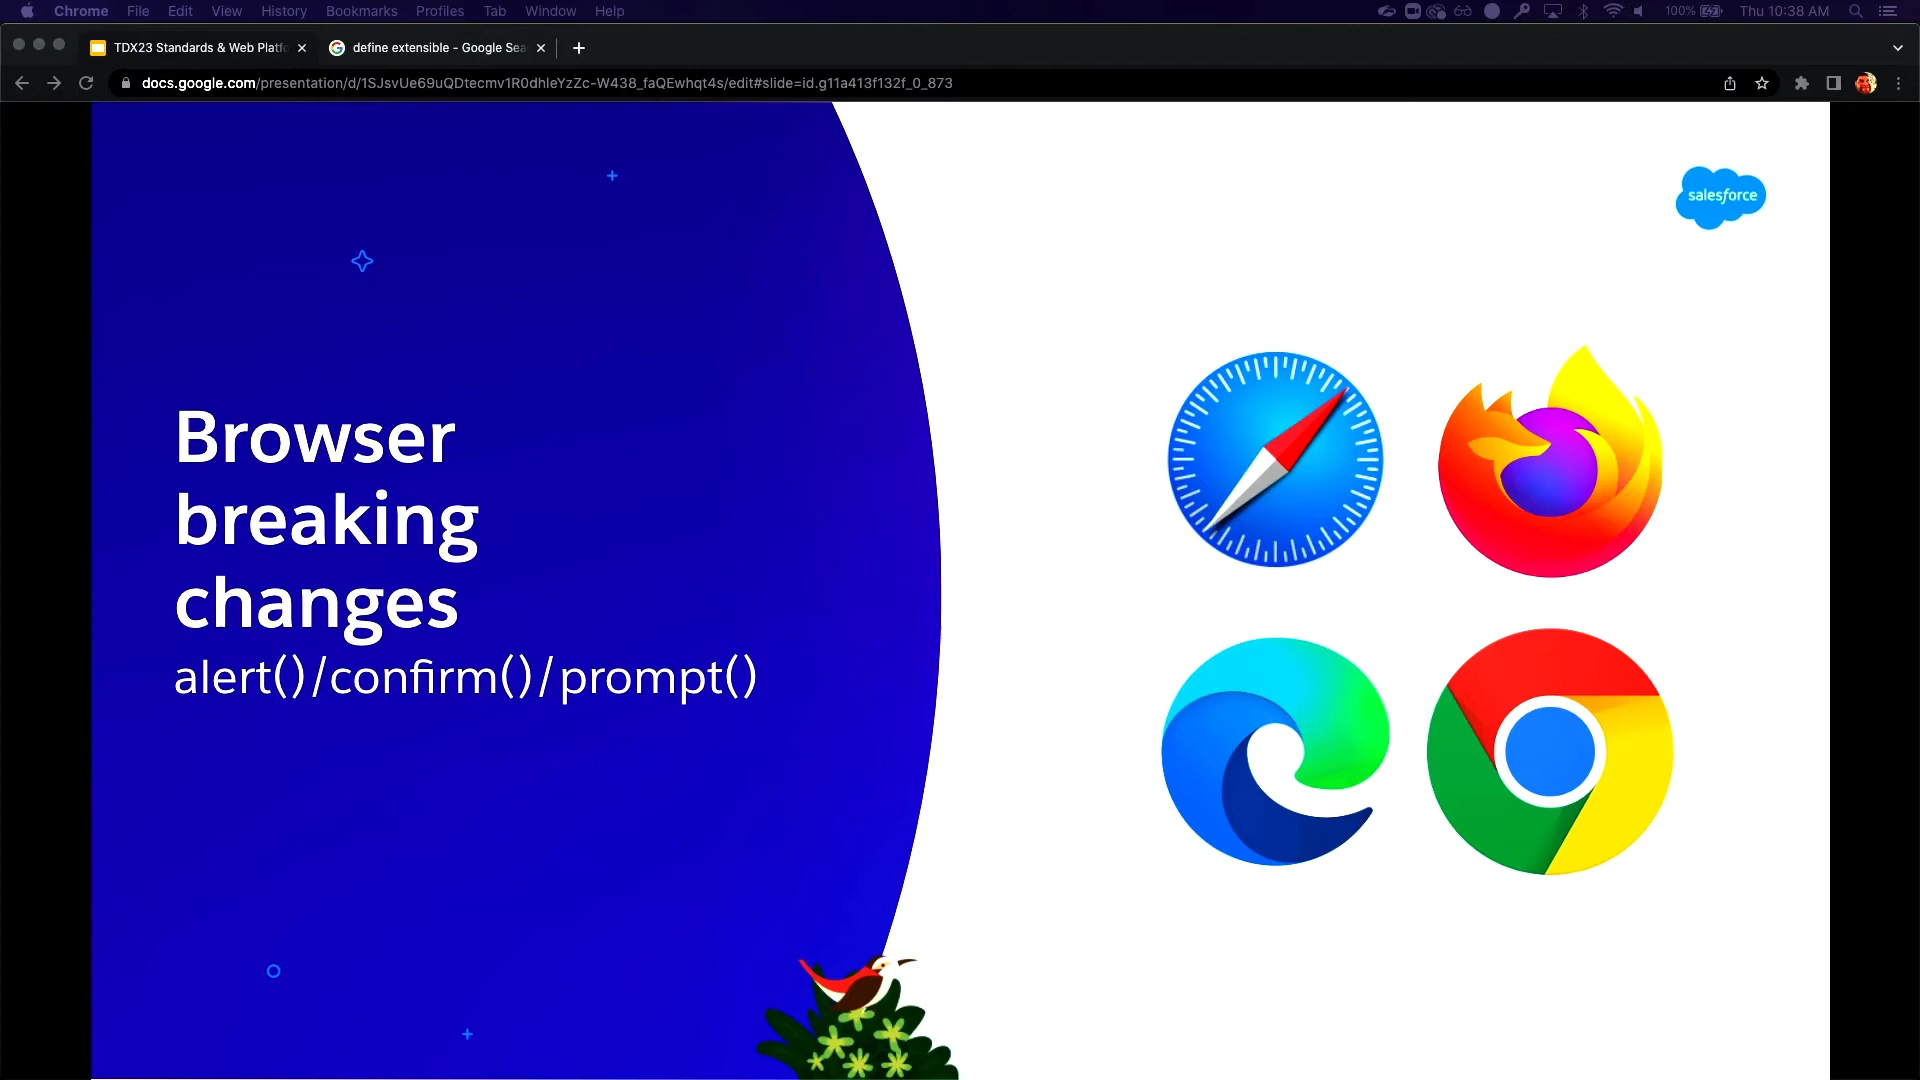 Chrome File Edit View History Bookmarks Profiles Tab Window Help 100% Thu 10:38 AM
TDX23 Standards & Web Platfo define extensible - Google Sea
docs.google.com/presentation/d/1SJsvUe69uQDtecmv1R0dhleYzZc-W438_faQEwhqt4s/edit#slide=id.g11a413f132f_0_873
salesforce
Browser
breaking
changes
alert()/confirm()/prompt()